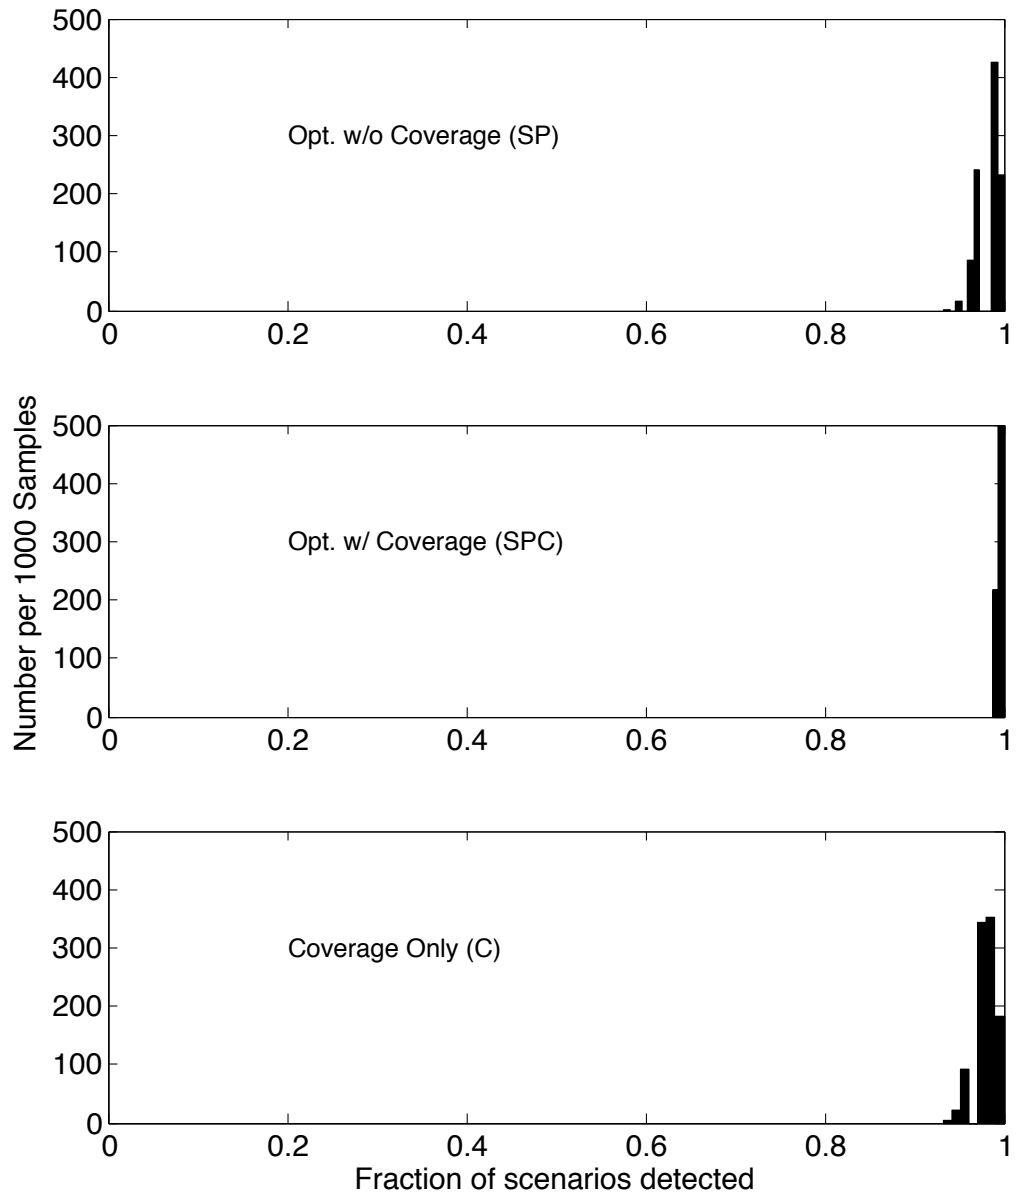 500
400
300
200
100
0
Opt. w/o Coverage (SP)
0 0.2 0.4 0.6 0.8 1
Number per 1000 Samples
500
400
300
200
100
0
Opt. w/ Coverage (SPC)
0 0.2 0.4 0.6 0.8 1
500
400
300
200
100
0
Coverage Only (C)
0 0.2 0.4 0.6 0.8 1
Fraction of scenarios detected